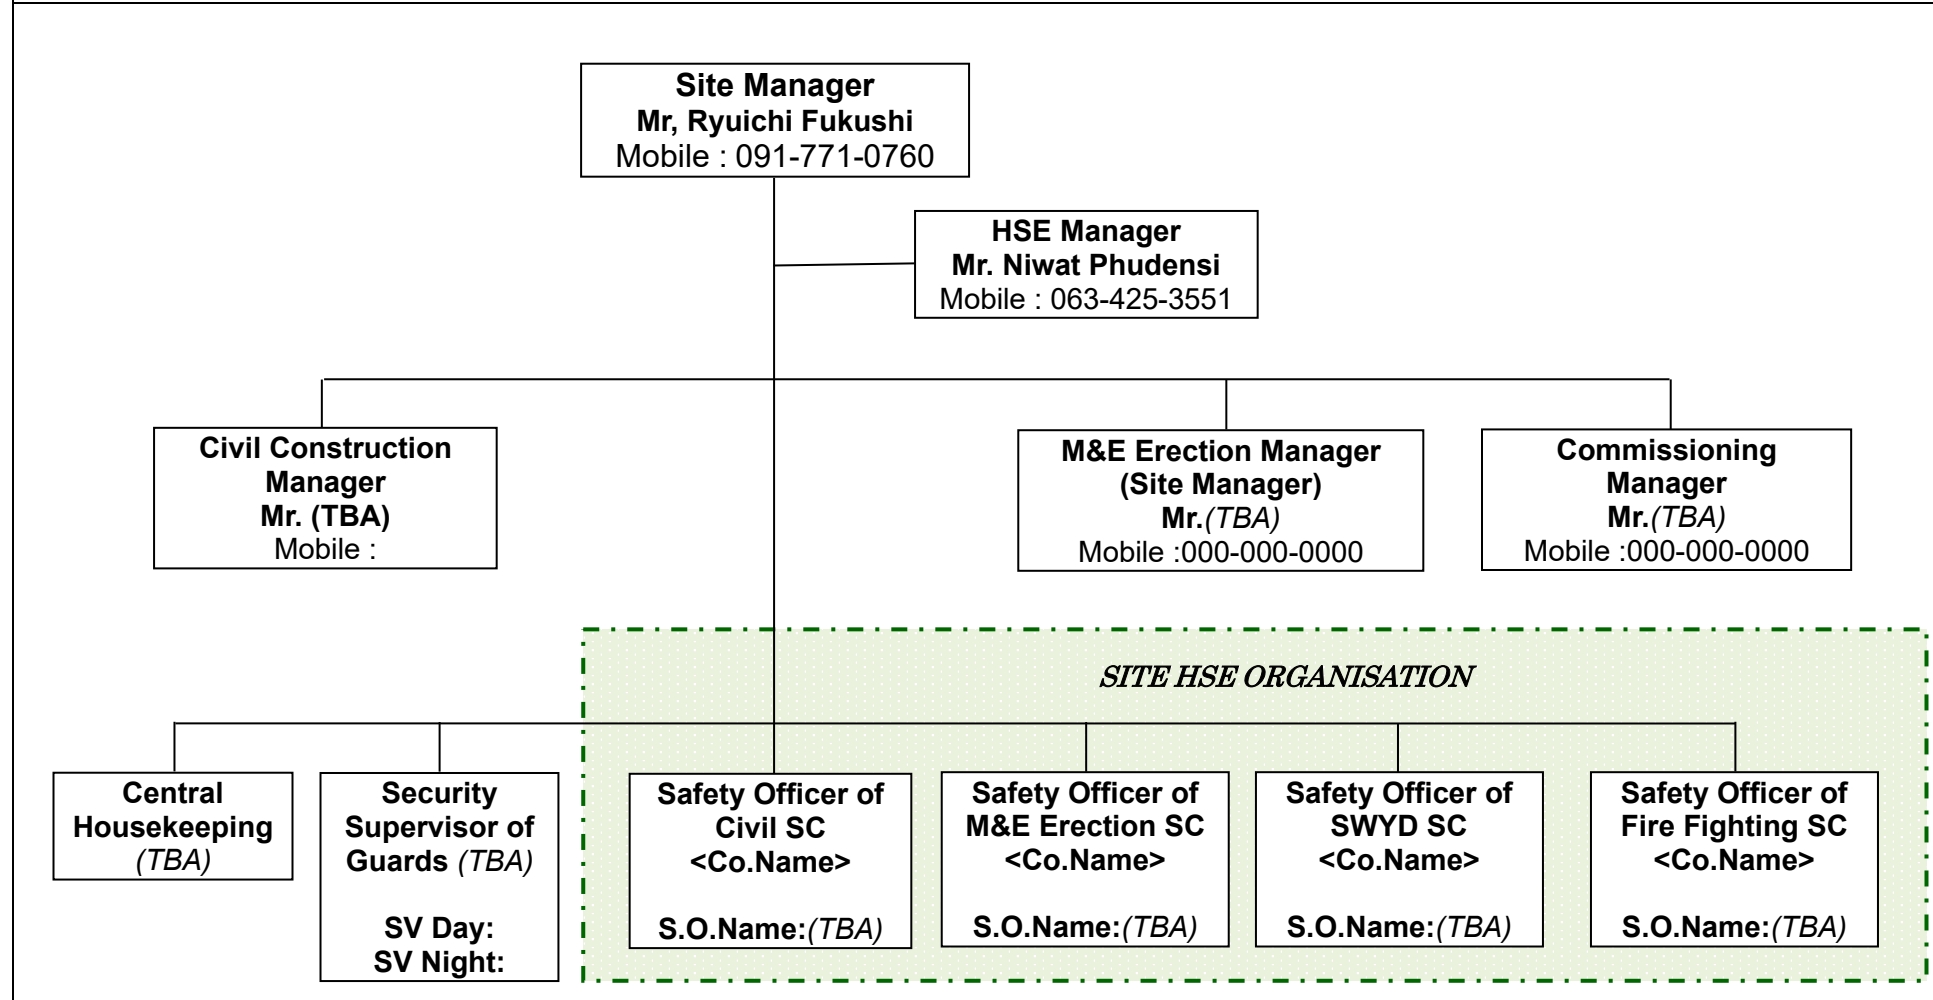 Site Manager
Mr, Ryuichi Fukushi
Mobile : 091-771-0760
HSE Manager
Mr. Niwat Phudensi
Mobile : 063-425-3551
Civil Construction
Manager
Mr. (TBA)
Mobile :
M&E Erection Manager
(Site Manager)
Mr.(TBA)
Mobile :000-000-0000
Commissioning
Manager
Mr.(TBA)
Mobile :000-000-0000
SITE HSE ORGANISATION
Central
Housekeeping
(TBA)
Security
Supervisor of
Guards (TBA)
SV Day:
SV Night:
Safety Officer of
Civil SC
<Co.Name>
S.O.Name:(TBA)
Safety Officer of
M&E Erection SC
<Co.Name>
S.O.Name:(TBA)
Safety Officer of
SWYD SC
<Co.Name>
S.O.Name:(TBA)
Safety Officer of
Fire Fighting SC
<Co.Name>
S.O.Name:(TBA)